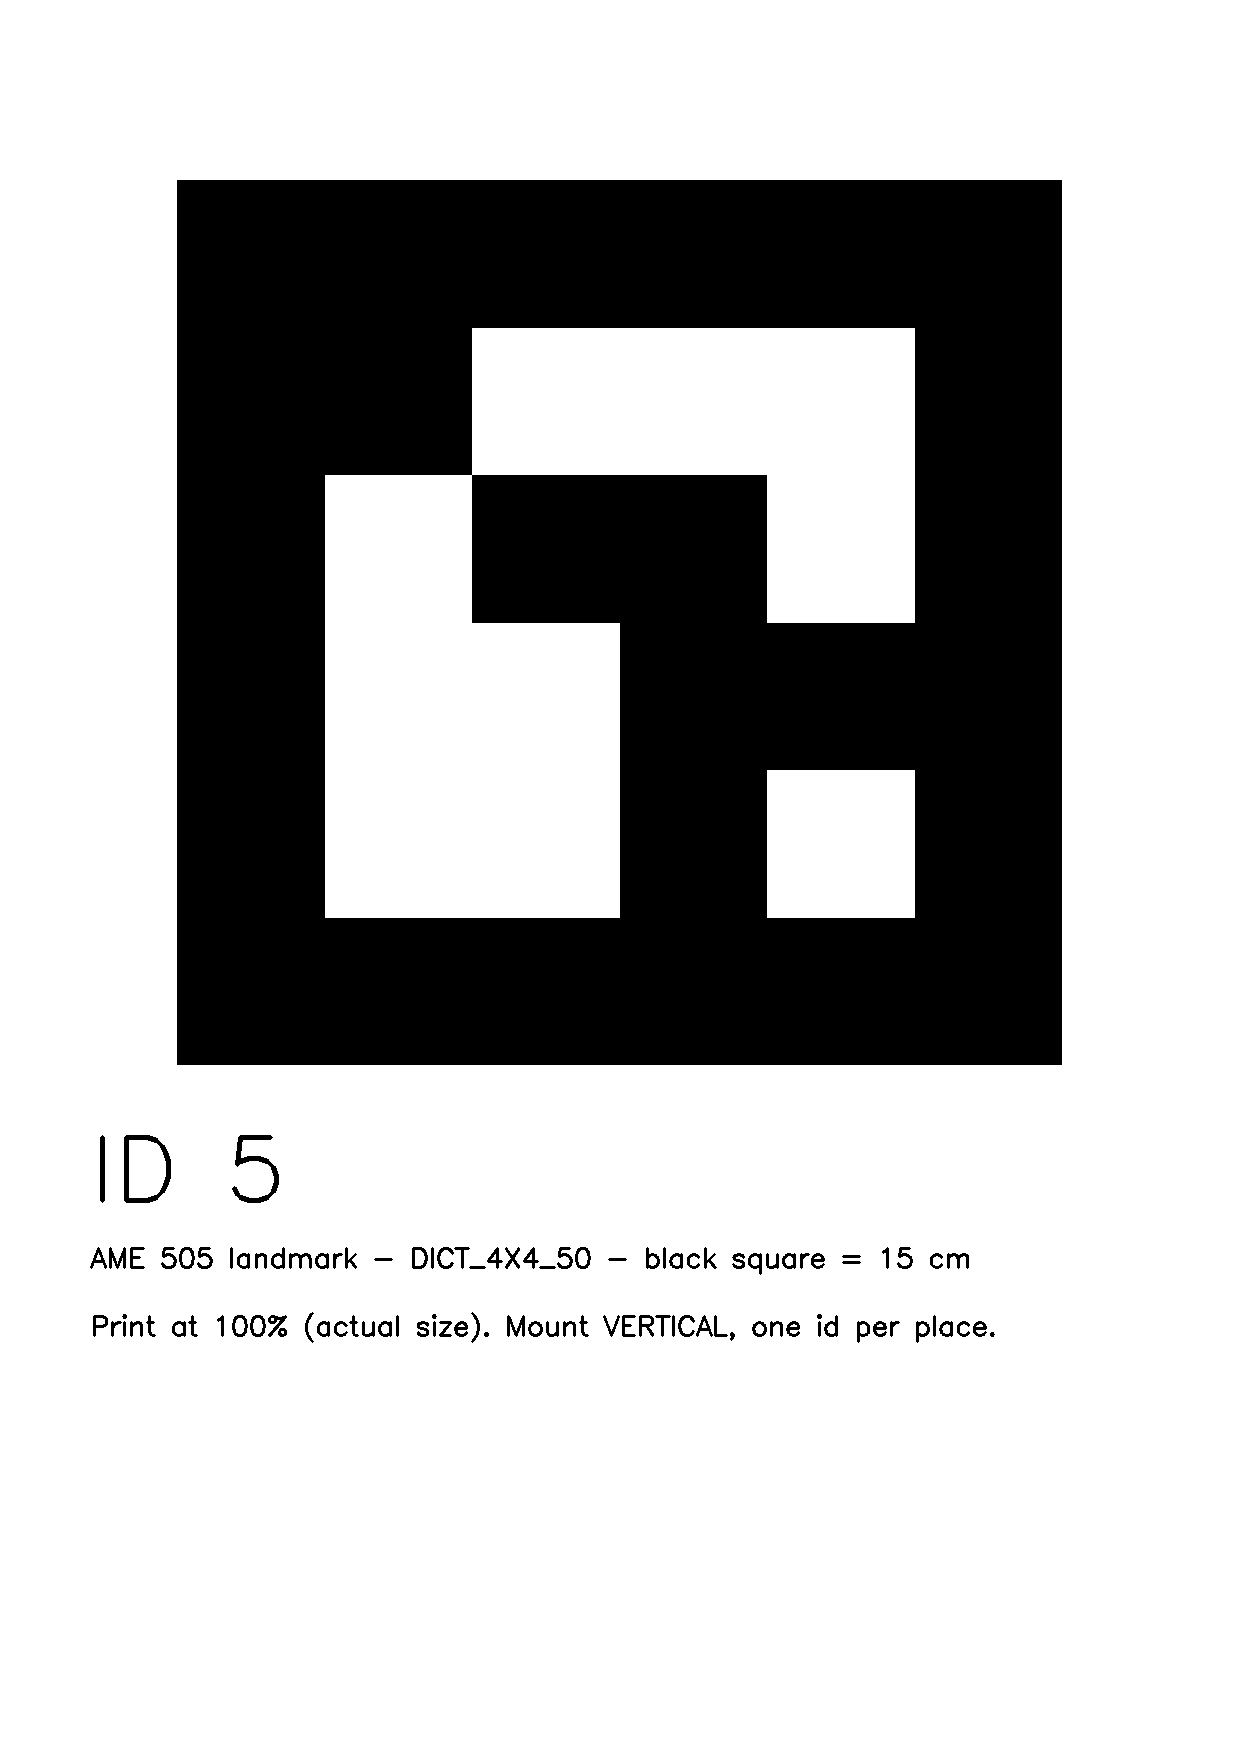 ID 5
AME 505 landmark - DICT_4X4_50 - black square = 15 cm
Print at 100% (actual size). Mount VERTICAL, one id per place.